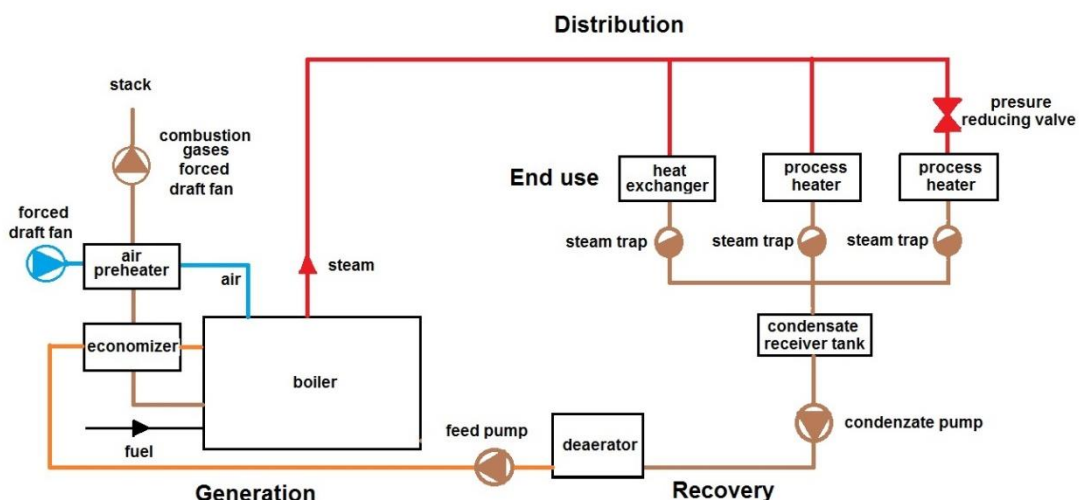 Distribution
stack
combustion
gases
forced
draft fan
presure
reducing valve
End use
heat
exchanger
process
heater
process
heater
forced
draft fan
steam trap
steam trap
steam trap
air
preheater
air
steam
economizer
boiler
condensate
receiver tank
fuel
feed pump
deaerator
condenzate pump
Generation
Recovery